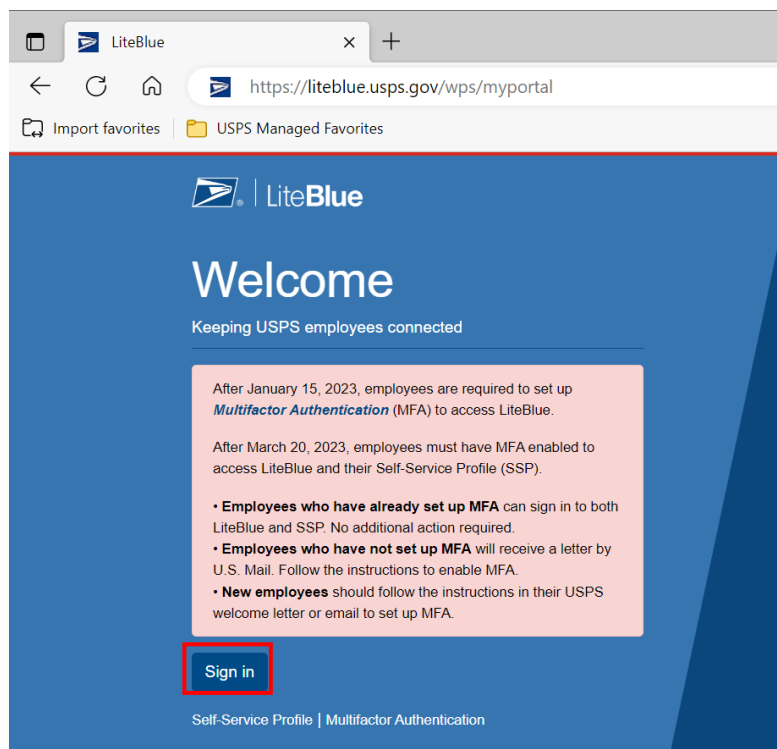 LiteBlue
https://liteblue.usps.gov/wps/myportal
Import favorites
USPS Managed Favorites
LiteBlue
Welcome
Keeping USPS employees connected
After January 15, 2023, employees are required to set up
Multifactor Authentication (MFA) to access LiteBlue.
After March 20, 2023, employees must have MFA enabled to
access LiteBlue and their Self-Service Profile (SSP).
• Employees who have already set up MFA can sign in to both
LiteBlue and SSP. No additional action required.
• Employees who have not set up MFA will receive a letter by
U.S. Mail. Follow the instructions to enable MFA.
• New employees should follow the instructions in their USPS
welcome letter or email to set up MFA.
Sign in
Self-Service Profile | Multifactor Authentication